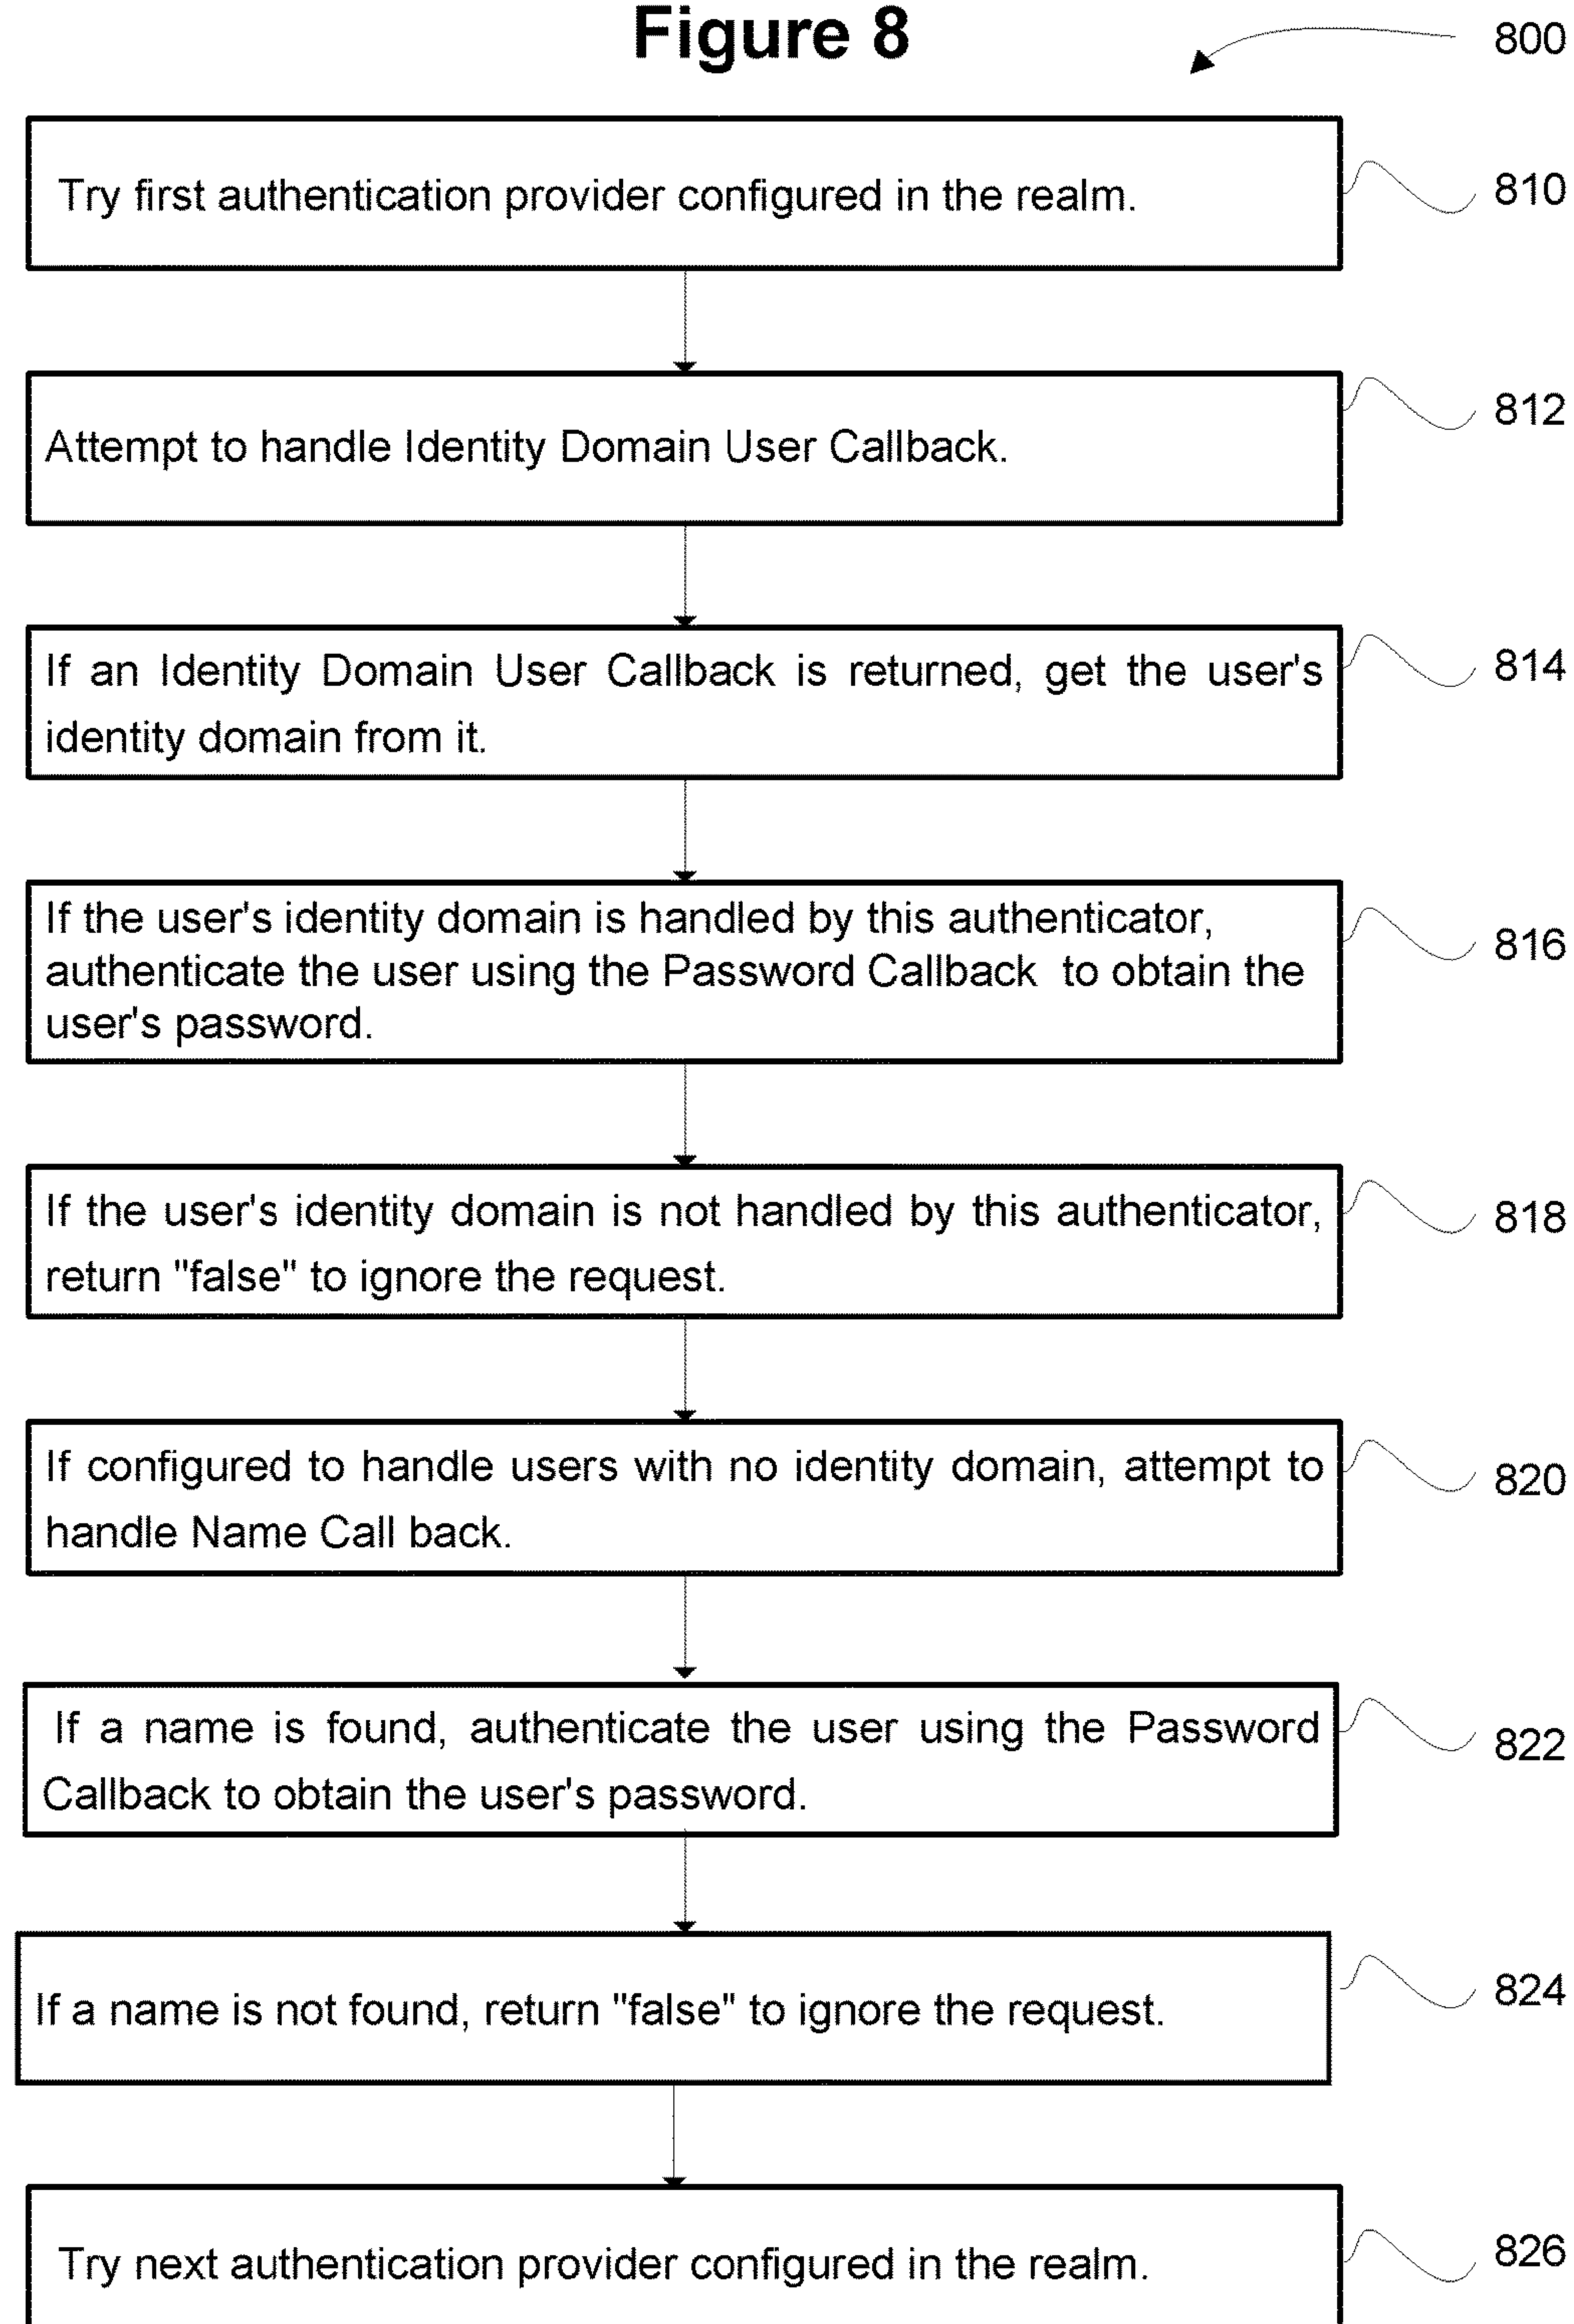 Figure 8
800
Try first authentication provider configured in the realm.
810
Attempt to handle Identity Domain User Callback.
812
If an Identity Domain User Callback is returned, get the user's
identity domain from it.
814
If the user's identity domain is handled by this authenticator,
authenticate the user using the Password Callback to obtain the
user's password.
816
If the user's identity domain is not handled by this authenticator,
return "false" to ignore the request.
818
If configured to handle users with no identity domain, attempt to
handle Name Call back.
820
If a name is found, authenticate the user using the Password
Callback to obtain the user's password.
822
If a name is not found, return "false" to ignore the request.
824
Try next authentication provider configured in the realm.
826